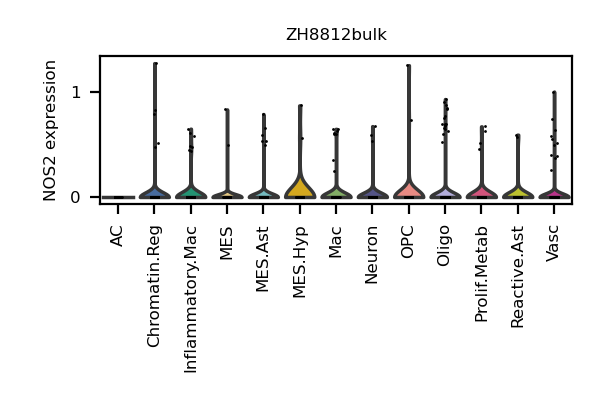 ZH8812bulk
NOS2 expression
1
0
AC
Chromatin.Reg
Inflammatory.Mac
MES
MES.Ast
MES.Hyp
Mac
Neuron
OPC
Oligo
Prolif.Metab
Reactive.Ast
Vasc